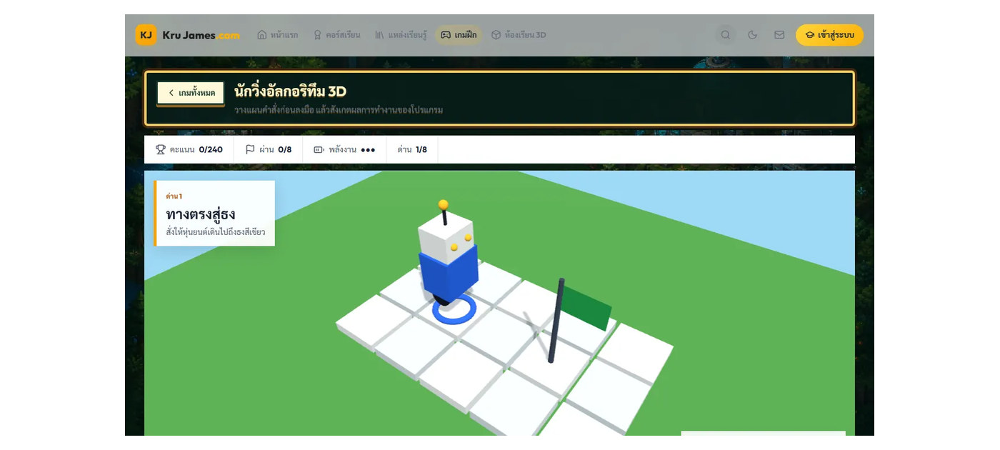 KJ Kru James.com หน้าแรก คอร์สเรียน แหล่งเรียนรู้ เกมฝึก ห้องเรียน 3D เข้าสู่ระบบ
เกมทั้งหมด
นักวิ่งอัลกอริทึม 3D
วางแผนคำสั่งก่อนลงมือ แล้วสังเกตผลการทำงานของโปรแกรม
คะแนน 0/240 ผ่าน 0/8 พลังงาน ●●● ด่าน 1/8
ด่าน 1
ทางตรงสู่ธง
สั่งให้หุ่นยนต์เดินไปถึงธงสีเขียว